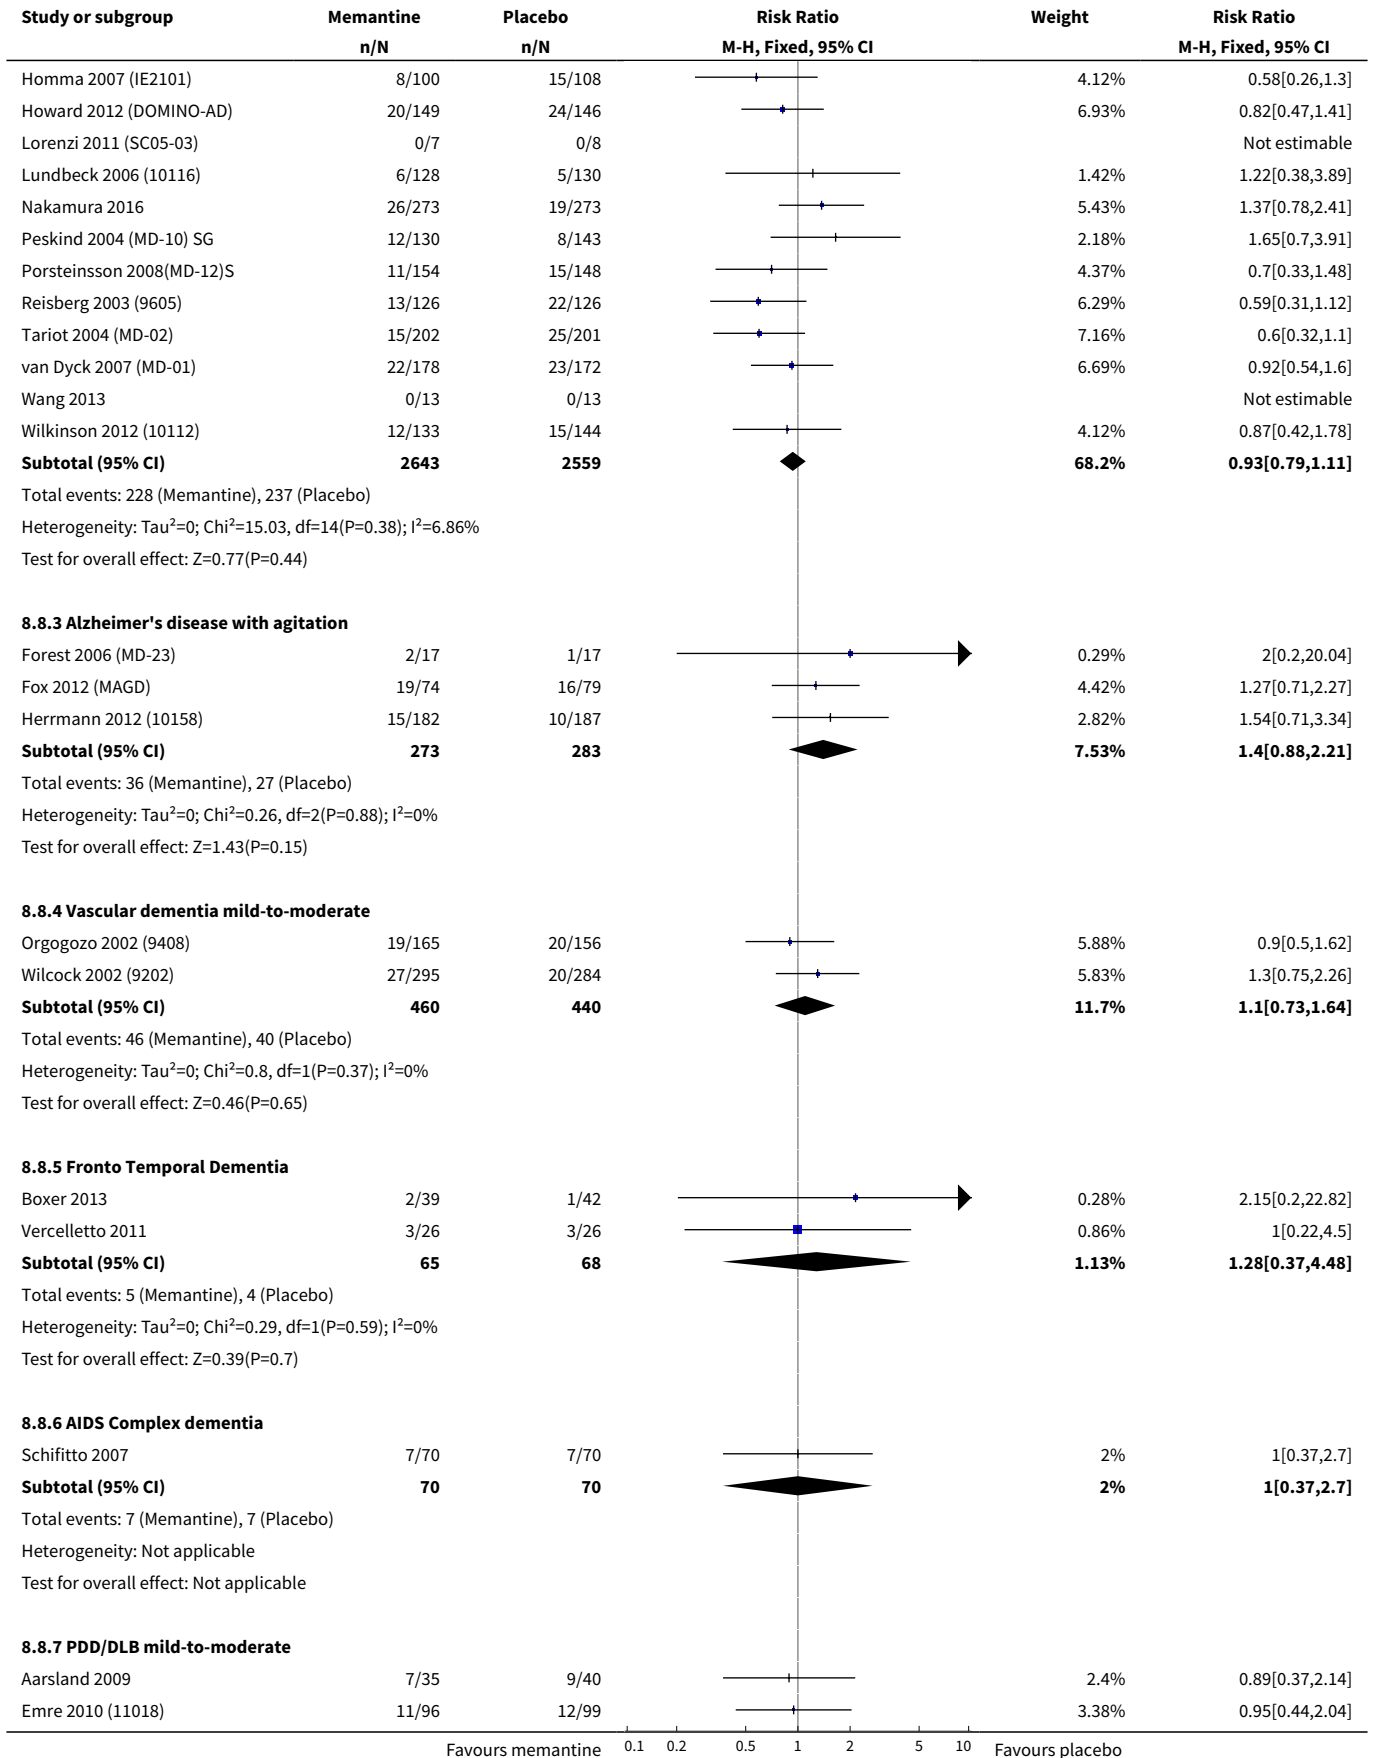 Study or subgroup Memantine Placebo Risk Ratio Weight Risk Ratio
n/N n/N M-H, Fixed, 95% CI M-H, Fixed, 95% CI
Homma 2007 (IE2101) 8/100 15/108 4.12% 0.58[0.26,1.3]
Howard 2012 (DOMINO-AD) 20/149 24/146 6.93% 0.82[0.47,1.41]
Lorenzi 2011 (SC05-03) 0/7 0/8 Not estimable
Lundbeck 2006 (10116) 6/128 5/130 1.42% 1.22[0.38,3.89]
Nakamura 2016 26/273 19/273 5.43% 1.37[0.78,2.41]
Peskind 2004 (MD-10) SG 12/130 8/143 2.18% 1.65[0.7,3.91]
Porsteinsson 2008(MD-12)S 11/154 15/148 4.37% 0.7[0.33,1.48]
Reisberg 2003 (9605) 13/126 22/126 6.29% 0.59[0.31,1.12]
Tariot 2004 (MD-02) 15/202 25/201 7.16% 0.6[0.32,1.1]
van Dyck 2007 (MD-01) 22/178 23/172 6.69% 0.92[0.54,1.6]
Wang 2013 0/13 0/13 Not estimable
Wilkinson 2012 (10112) 12/133 15/144 4.12% 0.87[0.42,1.78]
Subtotal (95% CI) 2643 2559 68.2% 0.93[0.79,1.11]
Total events: 228 (Memantine), 237 (Placebo)
Heterogeneity: Tau²=0; Chi²=15.03, df=14(P=0.38); I²=6.86%
Test for overall effect: Z=0.77(P=0.44)
8.8.3 Alzheimer's disease with agitation
Forest 2006 (MD-23) 2/17 1/17 0.29% 2[0.2,20.04]
Fox 2012 (MAGD) 19/74 16/79 4.42% 1.27[0.71,2.27]
Herrmann 2012 (10158) 15/182 10/187 2.82% 1.54[0.71,3.34]
Subtotal (95% CI) 273 283 7.53% 1.4[0.88,2.21]
Total events: 36 (Memantine), 27 (Placebo)
Heterogeneity: Tau²=0; Chi²=0.26, df=2(P=0.88); I²=0%
Test for overall effect: Z=1.43(P=0.15)
8.8.4 Vascular dementia mild-to-moderate
Orgogozo 2002 (9408) 19/165 20/156 5.88% 0.9[0.5,1.62]
Wilcock 2002 (9202) 27/295 20/284 5.83% 1.3[0.75,2.26]
Subtotal (95% CI) 460 440 11.7% 1.1[0.73,1.64]
Total events: 46 (Memantine), 40 (Placebo)
Heterogeneity: Tau²=0; Chi²=0.8, df=1(P=0.37); I²=0%
Test for overall effect: Z=0.46(P=0.65)
8.8.5 Fronto Temporal Dementia
Boxer 2013 2/39 1/42 0.28% 2.15[0.2,22.82]
Vercelletto 2011 3/26 3/26 0.86% 1[0.22,4.5]
Subtotal (95% CI) 65 68 1.13% 1.28[0.37,4.48]
Total events: 5 (Memantine), 4 (Placebo)
Heterogeneity: Tau²=0; Chi²=0.29, df=1(P=0.59); I²=0%
Test for overall effect: Z=0.39(P=0.7)
8.8.6 AIDS Complex dementia
Schifitto 2007 7/70 7/70 2% 1[0.37,2.7]
Subtotal (95% CI) 70 70 2% 1[0.37,2.7]
Total events: 7 (Memantine), 7 (Placebo)
Heterogeneity: Not applicable
Test for overall effect: Not applicable
8.8.7 PDD/DLB mild-to-moderate
Aarsland 2009 7/35 9/40 2.4% 0.89[0.37,2.14]
Emre 2010 (11018) 11/96 12/99 3.38% 0.95[0.44,2.04]
Favours memantine 0.1 0.2 0.5 1 2 5 10 Favours placebo